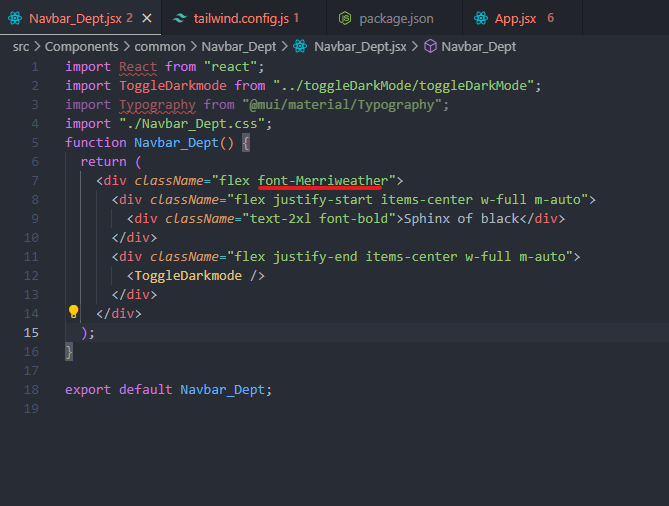 Navbar_Dept.jsx 2 tailwind.config.js 1 package.json App.jsx 6
src > Components > common > Navbar_Dept > Navbar_Dept.jsx > Navbar_Dept
1 import React from "react";
2 import ToggleDarkmode from "../toggleDarkMode/toggleDarkMode";
3 import Typography from "@mui/material/Typography";
4 import "./Navbar_Dept.css";
5 function Navbar_Dept() {
6 return (
7 <div className="flex font-Merriweather">
8 <div className="flex justify-start items-center w-full m-auto">
9 <div className="text-2xl font-bold">Sphinx of black</div>
10 </div>
11 <div className="flex justify-end items-center w-full m-auto">
12 <ToggleDarkmode />
13 </div>
14 </div>
15 );
16 }
17
18 export default Navbar_Dept;
19